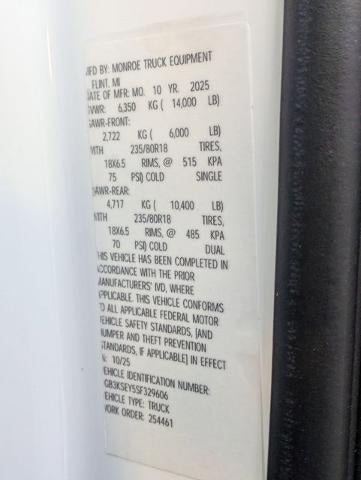 MFD BY: MONROE TRUCK EQUIPMENT
FLINT, MI
DATE OF MFR: MO. 10 YR. 2025
GVWR: 6,350 KG ( 14,000 LB)
GAWR-FRONT:
2,722 KG ( 6,000 LB)
WITH 235/80R18 TIRES,
18X6.5 RIMS, @ 515 KPA
75 PSI) COLD SINGLE
GAWR-REAR:
4,717 KG ( 10,400 LB)
WITH 235/80R18 TIRES,
18X6.5 RIMS, @ 485 KPA
70 PSI) COLD DUAL
THIS VEHICLE HAS BEEN COMPLETED IN
ACCORDANCE WITH THE PRIOR
MANUFACTURERS' IVD, WHERE
APPLICABLE. THIS VEHICLE CONFORMS
TO ALL APPLICABLE FEDERAL MOTOR
VEHICLE SAFETY STANDARDS, [AND
BUMPER AND THEFT PREVENTION
STANDARDS, IF APPLICABLE] IN EFFECT
IN: 10/25
VEHICLE IDENTIFICATION NUMBER:
GB3KSEY5SF329606
VEHICLE TYPE: TRUCK
WORK ORDER: 254461